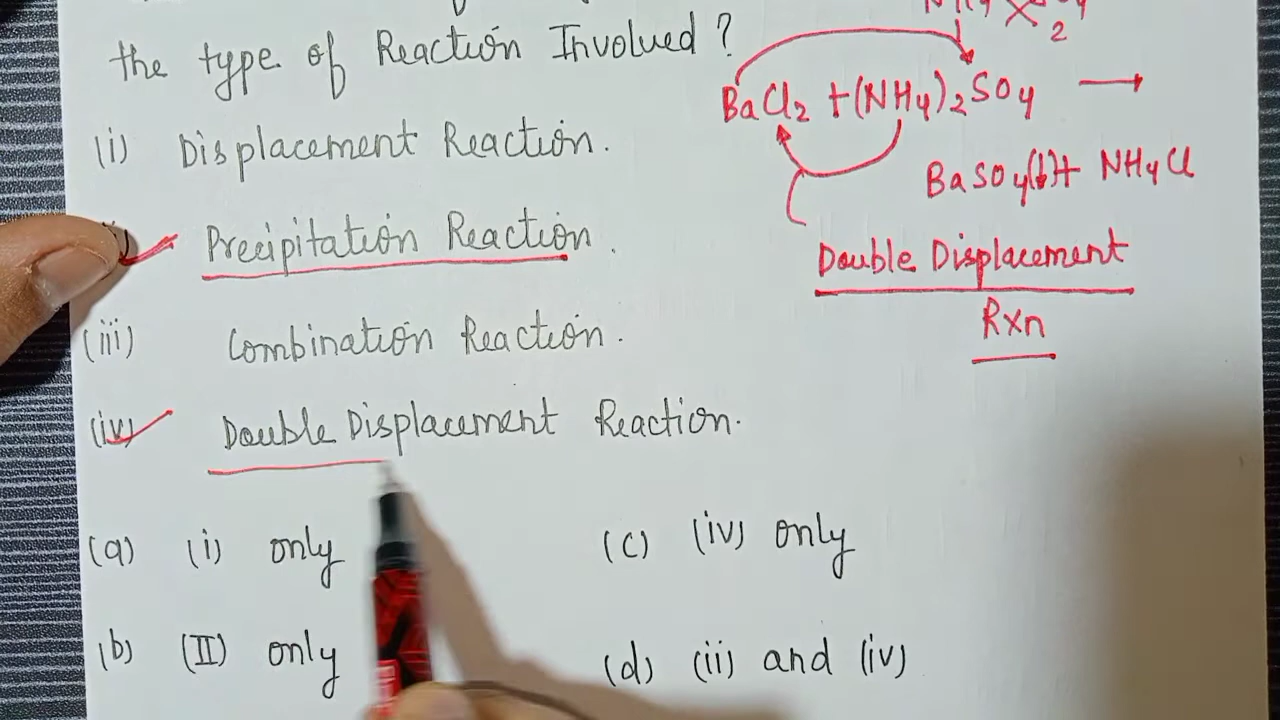 the type of Reaction Involved ?
(i) Displacement Reaction.
Precipitation Reaction.
(iii) Combination Reaction.
(iv) Double Displacement Reaction.
(a) (i) only
(c) (iv) only
(b) (II) only
(d) (ii) and (iv)
2
BaCl2 + (NH4)2SO4 →
BaSO4(↓)+ NH4Cl
Double Displacement
Rxn